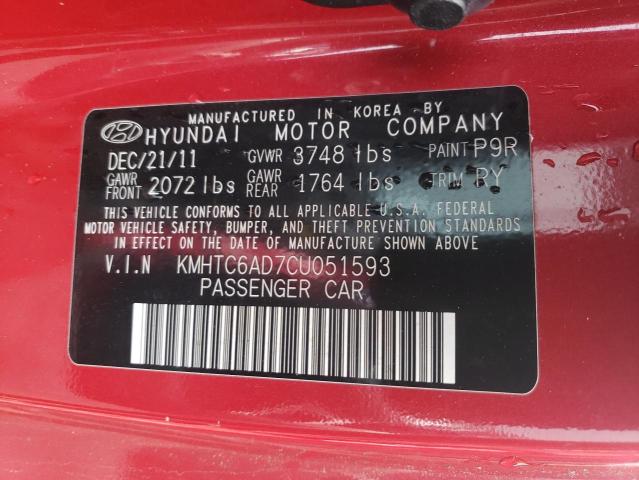 MANUFACTURED IN KOREA BY
HYUNDAI MOTOR COMPANY
DEC/21/11 GVWR 3748 lbs PAINT P9R
GAWR FRONT 2072 lbs GAWR REAR 1764 lbs TRIM RY
THIS VEHICLE CONFORMS TO ALL APPLICABLE U.S.A. FEDERAL
MOTOR VEHICLE SAFETY, BUMPER, AND THEFT PREVENTION STANDARDS
IN EFFECT ON THE DATE OF MANUFACTURE SHOWN ABOVE
V.I.N KMHTC6AD7CU051593
PASSENGER CAR